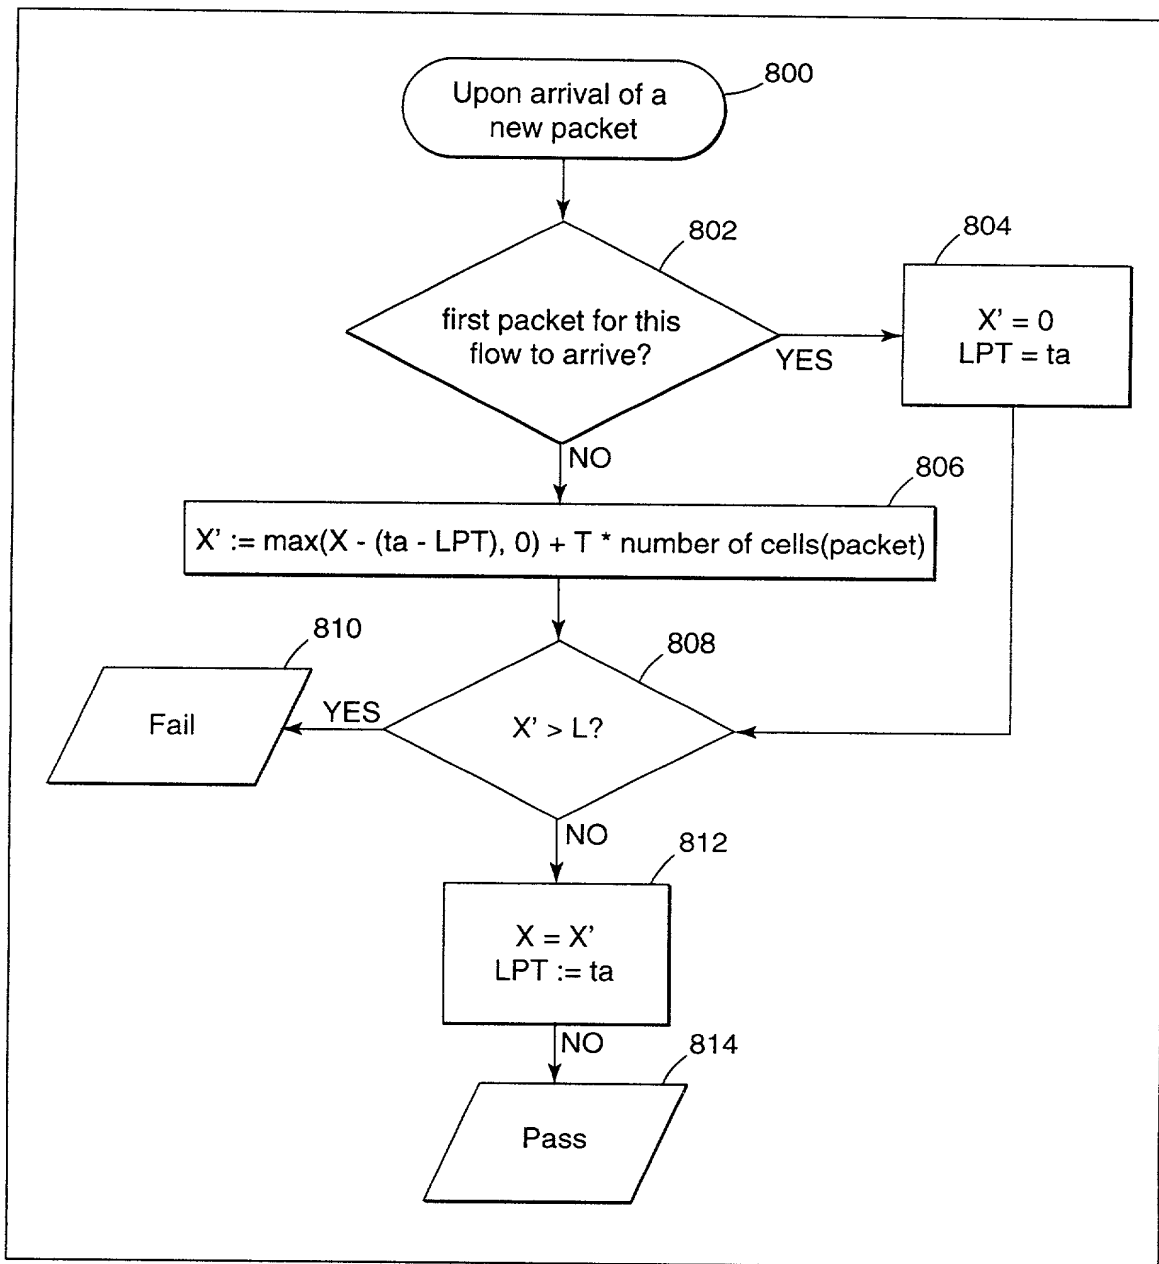 800
Upon arrival of a
new packet
802
first packet for this
flow to arrive?
YES
804
X' = 0
LPT = ta
NO
806
X' := max(X - (ta - LPT), 0) + T * number of cells(packet)
808
X' > L?
YES
810
Fail
NO
812
X = X'
LPT := ta
NO
814
Pass